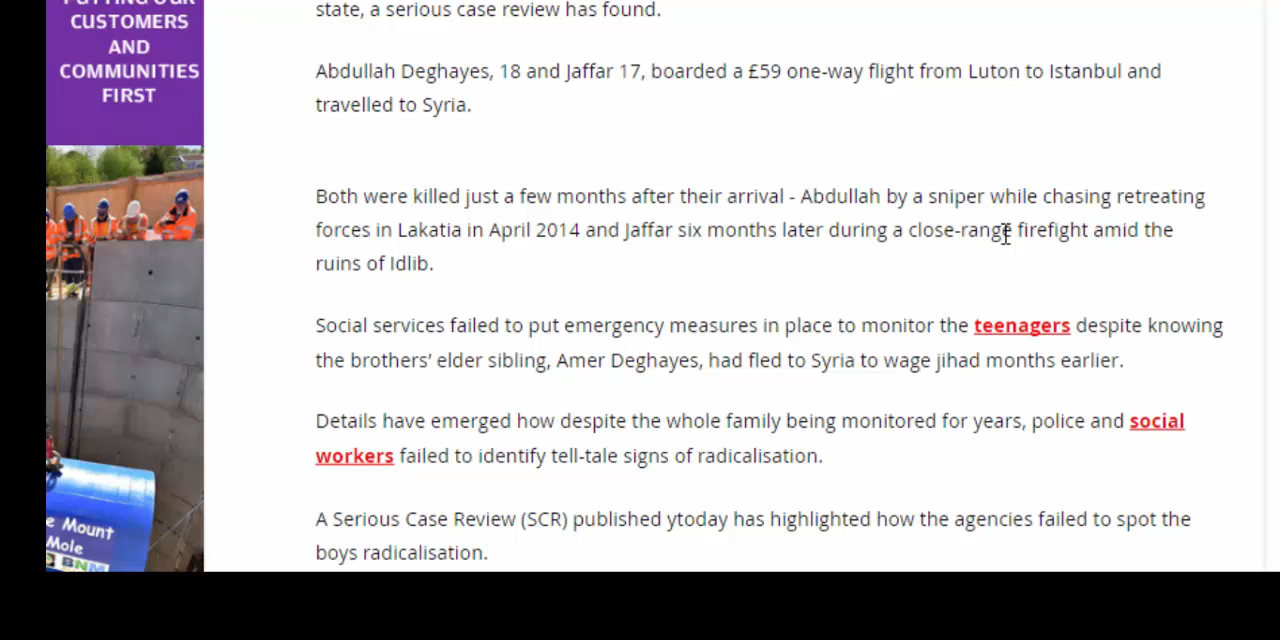 PUTTING OUR
CUSTOMERS
AND
COMMUNITIES
FIRST
state, a serious case review has found.
Abdullah Deghayes, 18 and Jaffar 17, boarded a £59 one-way flight from Luton to Istanbul and
travelled to Syria.
Both were killed just a few months after their arrival - Abdullah by a sniper while chasing retreating
forces in Lakatia in April 2014 and Jaffar six months later during a close-range firefight amid the
ruins of Idlib.
Social services failed to put emergency measures in place to monitor the teenagers despite knowing
the brothers’ elder sibling, Amer Deghayes, had fled to Syria to wage jihad months earlier.
Details have emerged how despite the whole family being monitored for years, police and social
workers failed to identify tell-tale signs of radicalisation.
A Serious Case Review (SCR) published ytoday has highlighted how the agencies failed to spot the
boys radicalisation.
e Mount
Mole
BNM